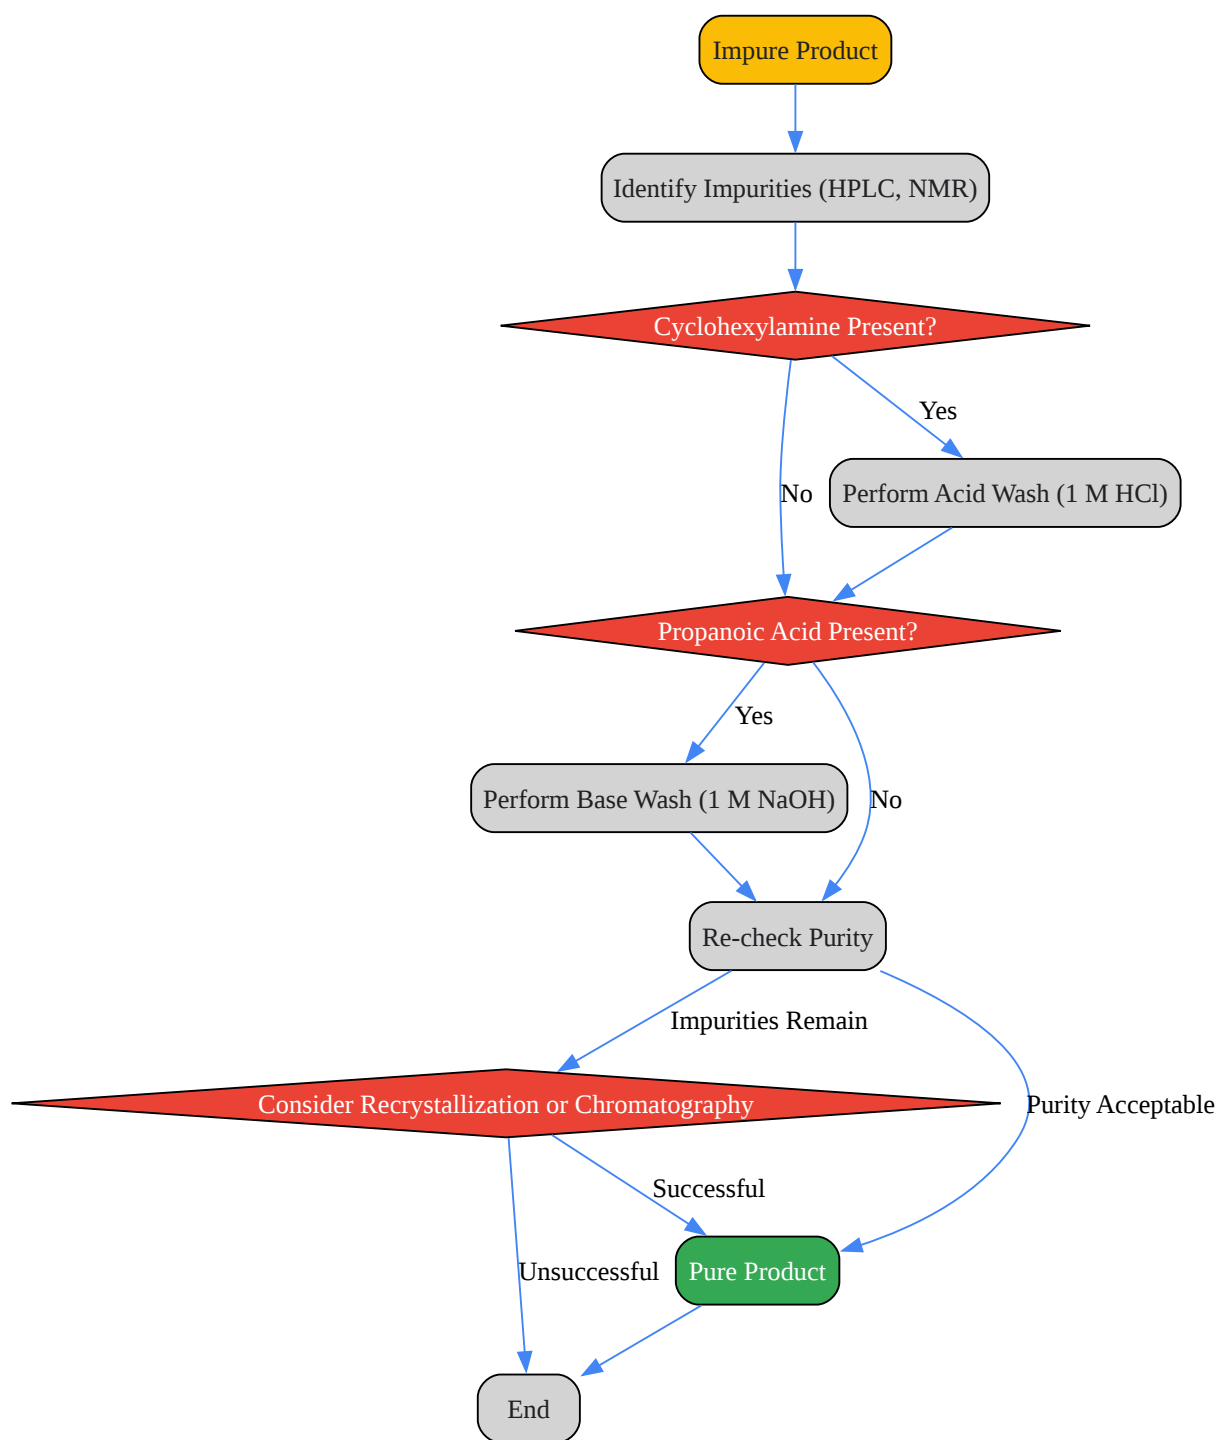 Impure Product
Identify Impurities (HPLC, NMR)
Cyclohexylamine Present?
Yes
No
Perform Acid Wash (1 M HCl)
Propanoic Acid Present?
Yes
Perform Base Wash (1 M NaOH)
No
Re-check Purity
Impurities Remain
Consider Recrystallization or Chromatography
Purity Acceptable
Successful
Unsuccessful
Pure Product
End